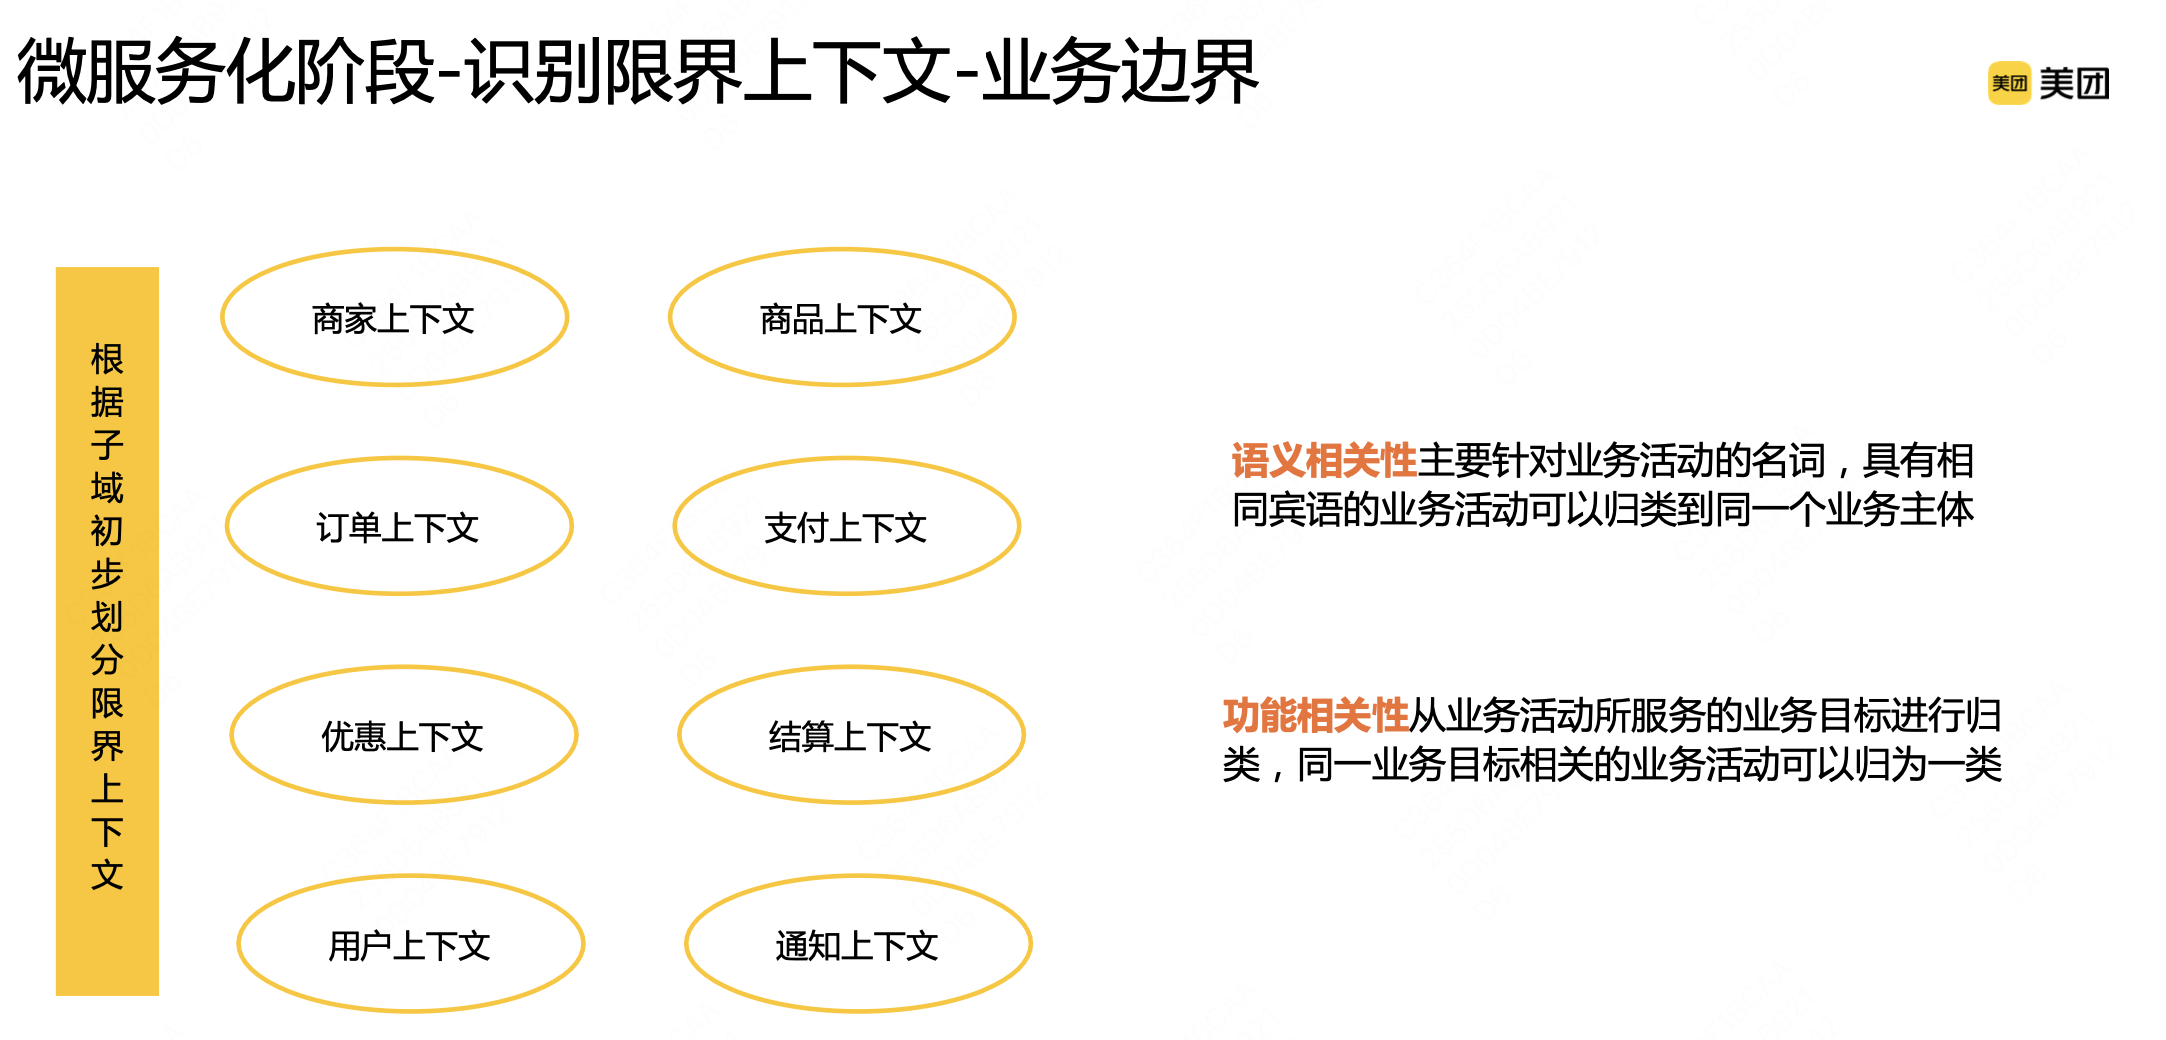 微服务化阶段-识别限界上下文-业务边界
美团 美团
根据子域初步划分限界上下文
商家上下文
商品上下文
订单上下文
支付上下文
优惠上下文
结算上下文
用户上下文
通知上下文
语义相关性主要针对业务活动的名词，具有相
同宾语的业务活动可以归类到同一个业务主体
功能相关性从业务活动所服务的业务目标进行归
类，同一业务目标相关的业务活动可以归为一类